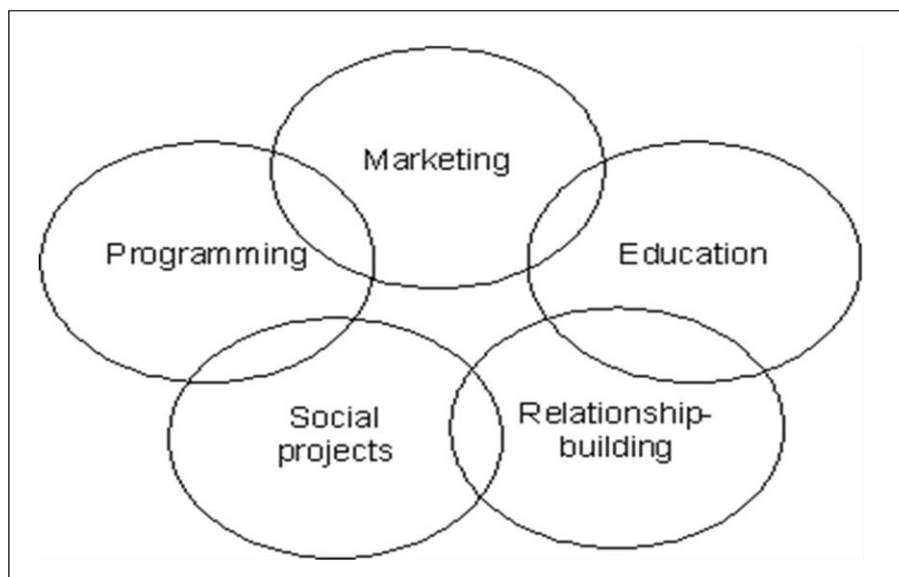 Marketing
Programming
Education
Social
projects
Relationship-
building